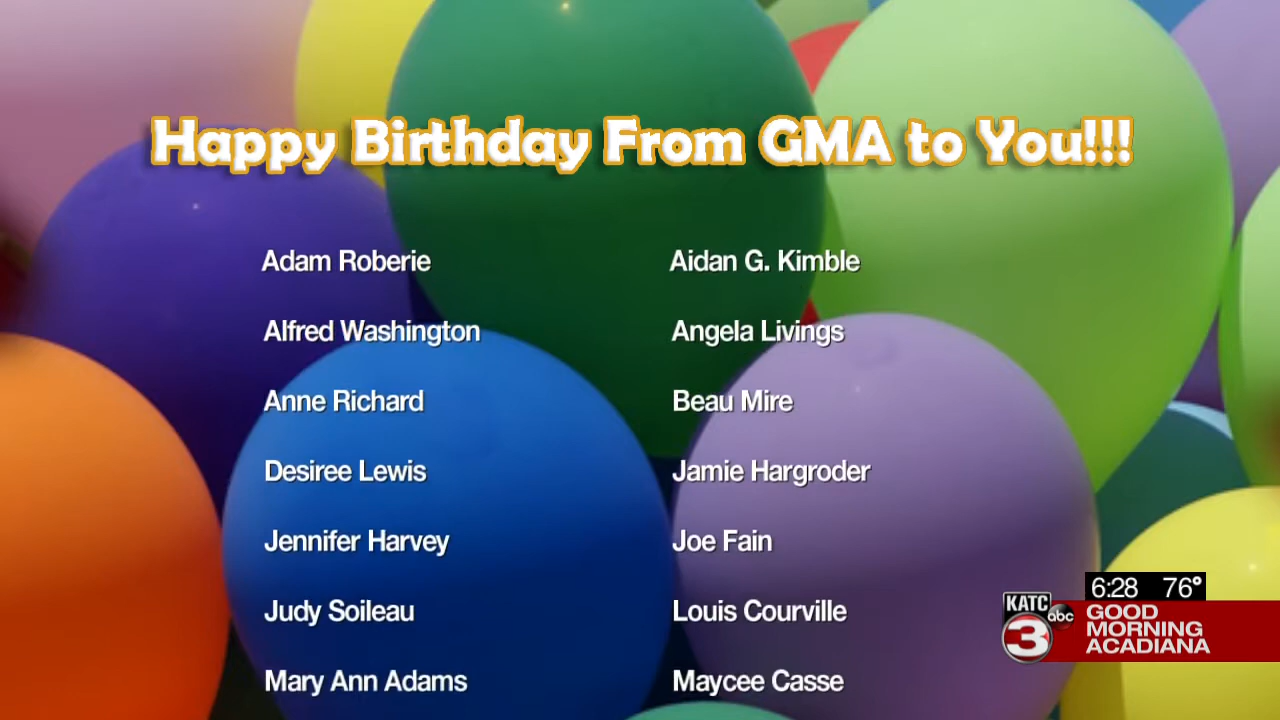 Happy Birthday From GMA to You!!!
Adam Roberie
Aidan G. Kimble
Alfred Washington
Angela Livings
Anne Richard
Beau Mire
Desiree Lewis
Jamie Hargroder
Jennifer Harvey
Joe Fain
Judy Soileau
Louis Courville
Mary Ann Adams
Maycee Casse
6:28 76°
KATC
abc
3
GOOD
MORNING
ACADIANA